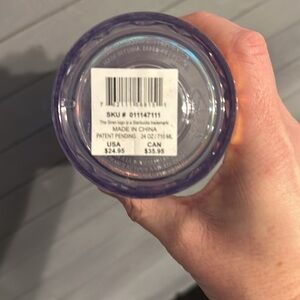 SKU # 011147111
The Siren logo is a Starbucks trademark
MADE IN CHINA
PATENT PENDING 24 OZ / 710 ML
USA CAN
$24.95 $35.95